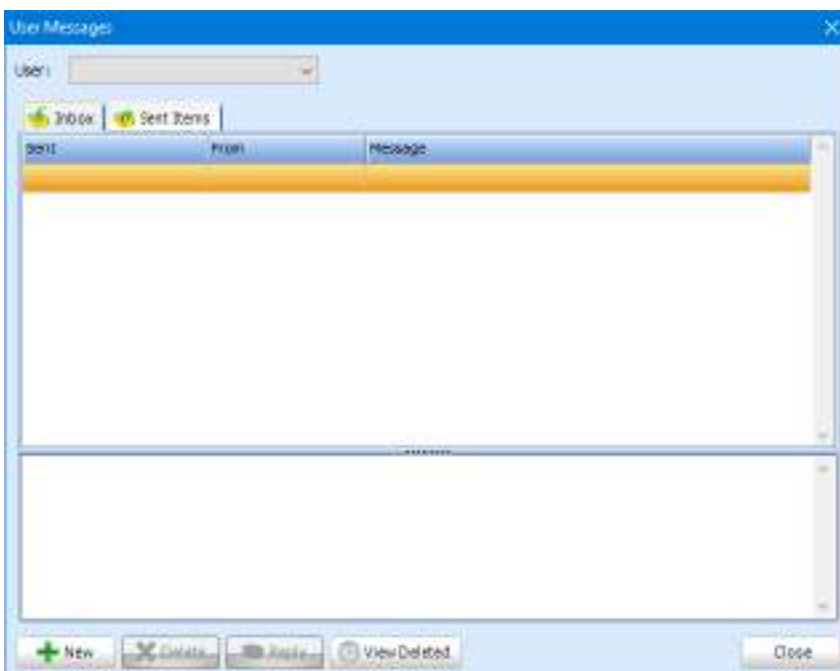 User Messages
User:
Inbox Sent Items
Sent From Message
New Delete Reply View Deleted Close